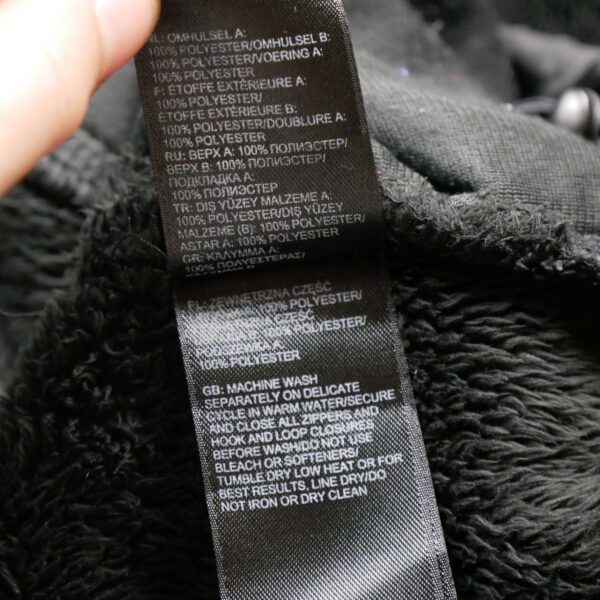 NL: OMHULSEL A:
100% POLYESTER/OMHULSEL B:
100% POLYESTER/VOERING A:
100% POLYESTER
F: ÉTOFFE EXTÉRIEURE A:
100% POLYESTER/
ÉTOFFE EXTÉRIEURE B:
100% POLYESTER/DOUBLURE A:
100% POLYESTER
RU: ВЕРХ A: 100% ПОЛИЭСТЕР/
ВЕРХ B: 100% ПОЛИЭСТЕР/
ПОДКЛАДКА A:
100% ПОЛИЭСТЕР
TR: DIŞ YÜZEY MALZEME A:
100% POLYESTER/DIŞ YÜZEY
MALZEME (B): 100% POLYESTER/
ASTAR A: 100% POLYESTER
GR: ΚΑΛΥΜΜΑ A:
100% ΠΟΛΥΕΣΤΕΡΑΣ/
PL: ZEWNĘTRZNA CZĘŚĆ
100% POLYESTER/
CZĘŚĆ
100% POLYESTER/
100% POLYESTER
GB: MACHINE WASH
SEPARATELY ON DELICATE
CYCLE IN WARM WATER/SECURE
AND CLOSE ALL ZIPPERS AND
HOOK AND LOOP CLOSURES
BEFORE WASH/DO NOT USE
BLEACH OR SOFTENERS/
TUMBLE DRY LOW HEAT OR FOR
BEST RESULTS, LINE DRY/DO
NOT IRON OR DRY CLEAN